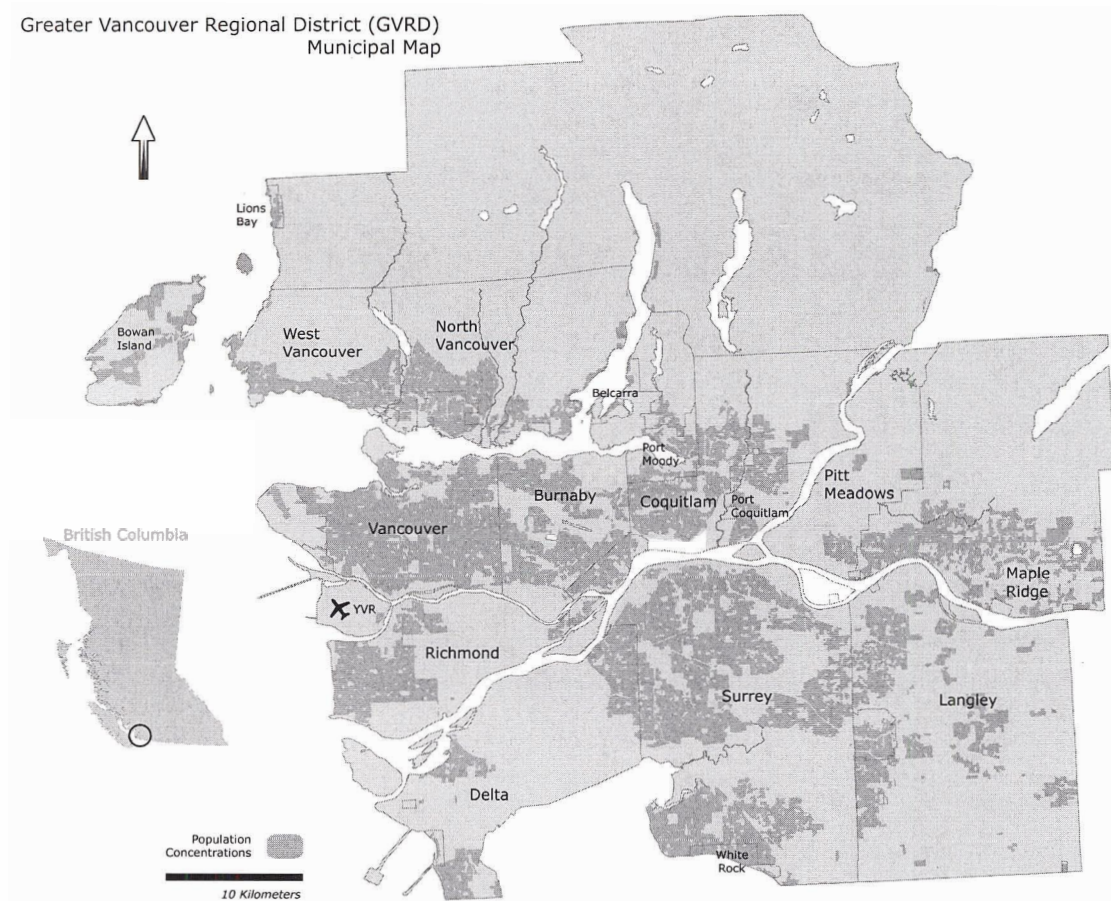 Greater Vancouver Regional District (GVRD)
Municipal Map
Lions
Bay
Bowan
Island
West
Vancouver
North
Vancouver
Belcarra
Port
Moody
Pitt
Meadows
Burnaby
Coquitlam
Port
Coquitlam
Vancouver
British Columbia
Maple
Ridge
YVR
Richmond
Surrey
Langley
Delta
Population
Concentrations
White
Rock
10 Kilometers